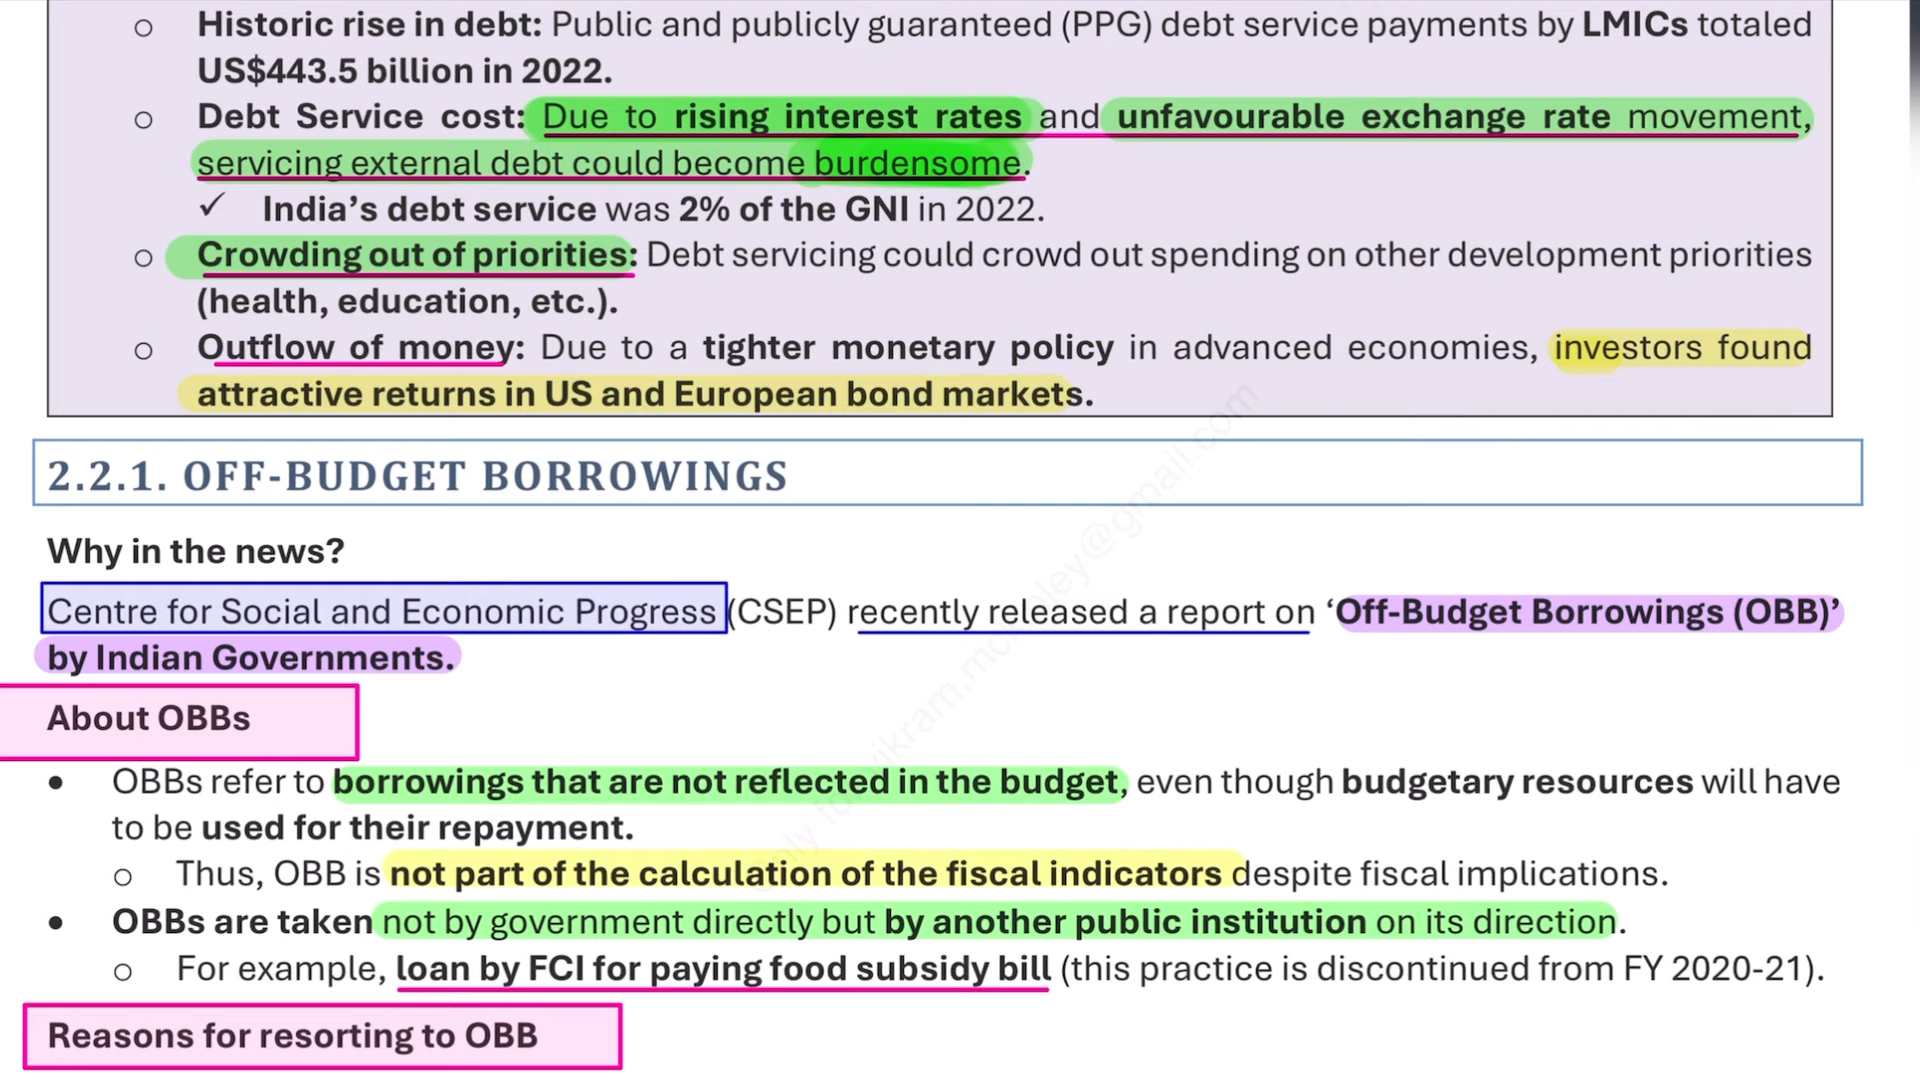 ○ Historic rise in debt: Public and publicly guaranteed (PPG) debt service payments by LMICs totaled
US$443.5 billion in 2022.
○ Debt Service cost: Due to rising interest rates and unfavourable exchange rate movement,
servicing external debt could become burdensome.
✓ India’s debt service was 2% of the GNI in 2022.
○ Crowding out of priorities: Debt servicing could crowd out spending on other development priorities
(health, education, etc.).
○ Outflow of money: Due to a tighter monetary policy in advanced economies, investors found
attractive returns in US and European bond markets.
2.2.1. OFF-BUDGET BORROWINGS
Why in the news?
Centre for Social and Economic Progress (CSEP) recently released a report on ‘Off-Budget Borrowings (OBB)’
by Indian Governments.
About OBBs
• OBBs refer to borrowings that are not reflected in the budget, even though budgetary resources will have
to be used for their repayment.
○ Thus, OBB is not part of the calculation of the fiscal indicators despite fiscal implications.
• OBBs are taken not by government directly but by another public institution on its direction.
○ For example, loan by FCI for paying food subsidy bill (this practice is discontinued from FY 2020-21).
Reasons for resorting to OBB